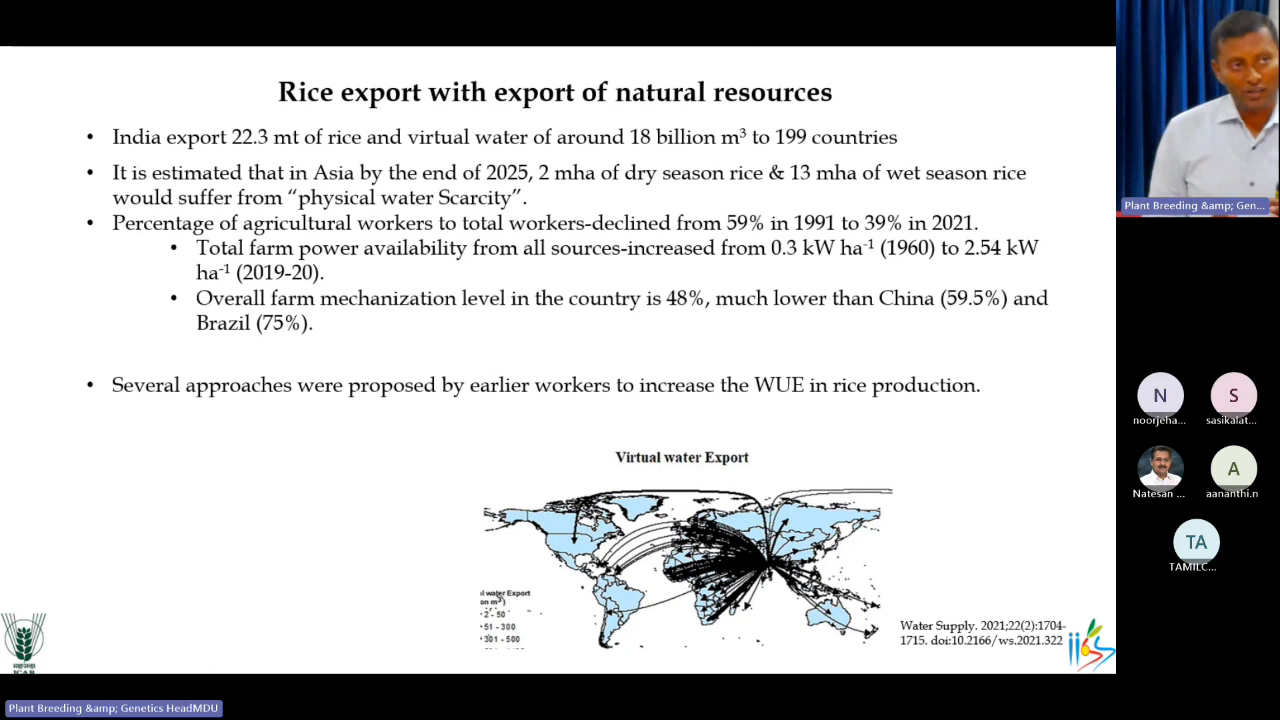 Rice export with export of natural resources
• India export 22.3 mt of rice and virtual water of around 18 billion m³ to 199 countries
• It is estimated that in Asia by the end of 2025, 2 mha of dry season rice & 13 mha of wet season rice
would suffer from “physical water Scarcity”.
• Percentage of agricultural workers to total workers-declined from 59% in 1991 to 39% in 2021.
• Total farm power availability from all sources-increased from 0.3 kW ha⁻¹ (1960) to 2.54 kW
ha⁻¹ (2019-20).
• Overall farm mechanization level in the country is 48%, much lower than China (59.5%) and
Brazil (75%).
• Several approaches were proposed by earlier workers to increase the WUE in rice production.
Virtual water Export
water Export
m³)
2 - 50
51 - 300
301 - 500
Water Supply. 2021;22(2):1704-
1715. doi:10.2166/ws.2021.322
ICAR
Plant Breeding &amp; Gen...
N
noorjeha...
S
sasikalat...
Natesan ...
A
aananthi.n
TA
TAMILC...
Plant Breeding &amp; Genetics HeadMDU